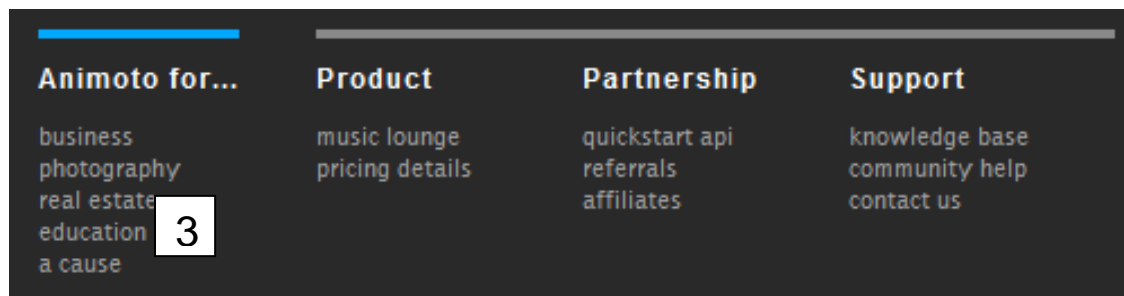 Animoto for...
business
photography
real estate
education
a cause
3
Product
music lounge
pricing details
Partnership
quickstart api
referrals
affiliates
Support
knowledge base
community help
contact us